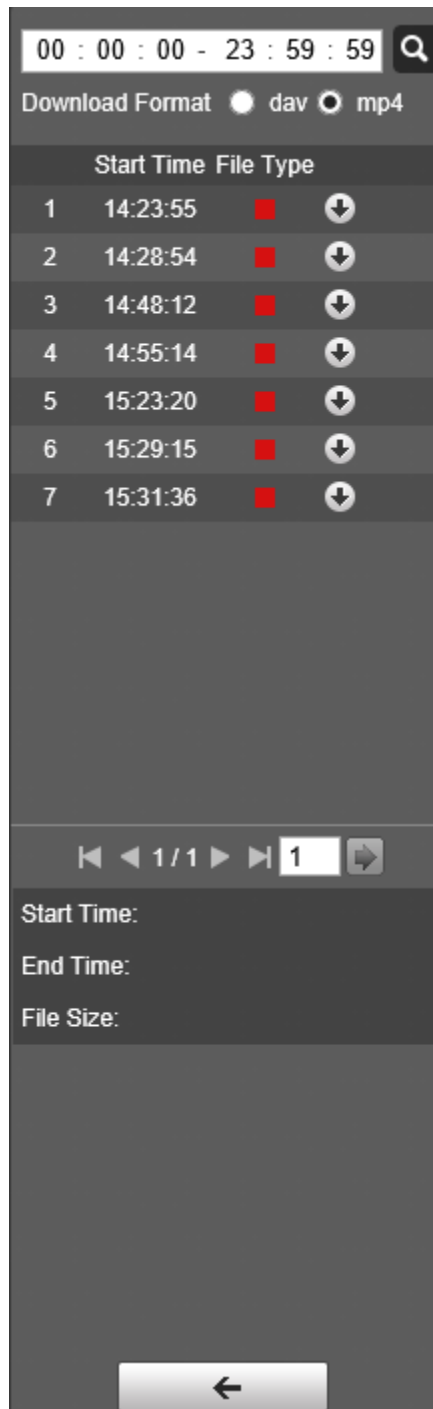 00 : 00 : 00 - 23 : 59 : 59
Download Format dav mp4
Start Time File Type
1 14:23:55
2 14:28:54
3 14:48:12
4 14:55:14
5 15:23:20
6 15:29:15
7 15:31:36
1 / 1 1
Start Time:
End Time:
File Size: